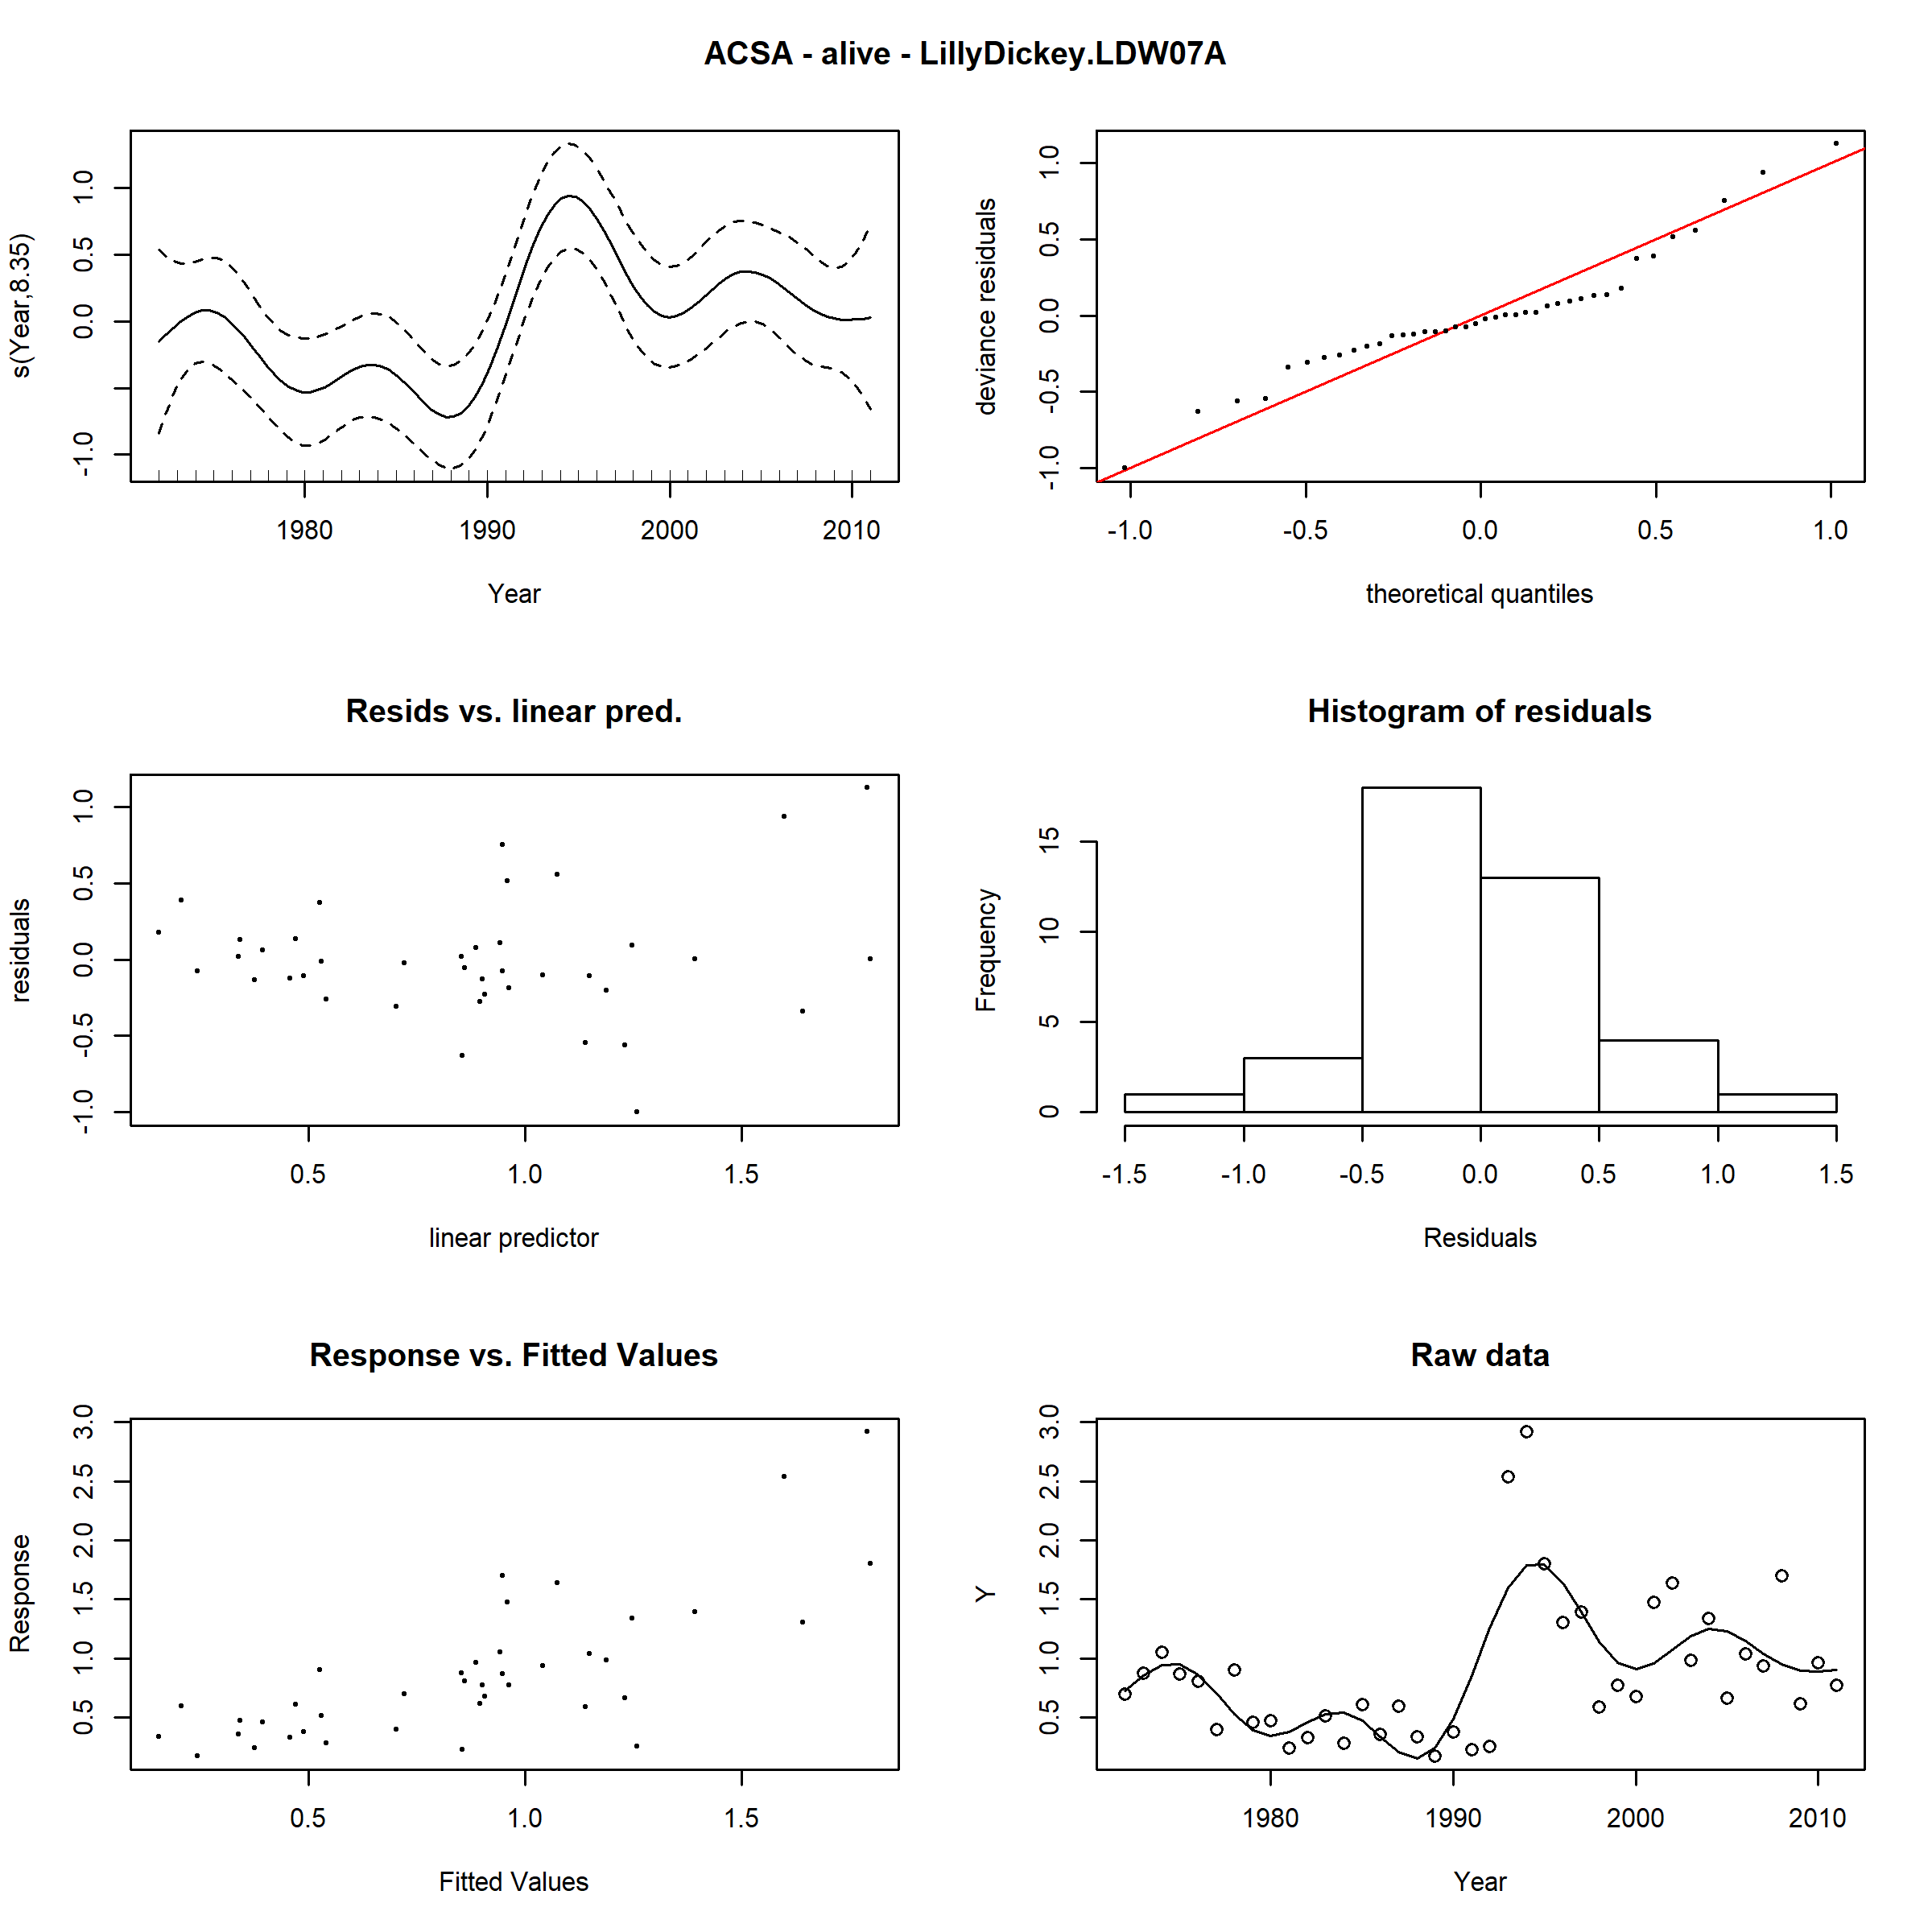 ACSA - alive - LillyDickey.LDW07A
s(Year,8.35)
-1.0 0.0 0.5 1.0
1980 1990 2000 2010
Year
deviance residuals
-1.0 -0.5 0.0 0.5 1.0
-1.0 -0.5 0.0 0.5 1.0
theoretical quantiles
Resids vs. linear pred.
residuals
-1.0 -0.5 0.0 0.5 1.0
0.5 1.0 1.5
linear predictor
Histogram of residuals
Frequency
0 5 10 15
-1.5 -1.0 -0.5 0.0 0.5 1.0 1.5
Residuals
Response vs. Fitted Values
Response
0.5 1.0 1.5 2.0 2.5 3.0
0.5 1.0 1.5
Fitted Values
Raw data
Y
0.5 1.0 1.5 2.0 2.5 3.0
1980 1990 2000 2010
Year